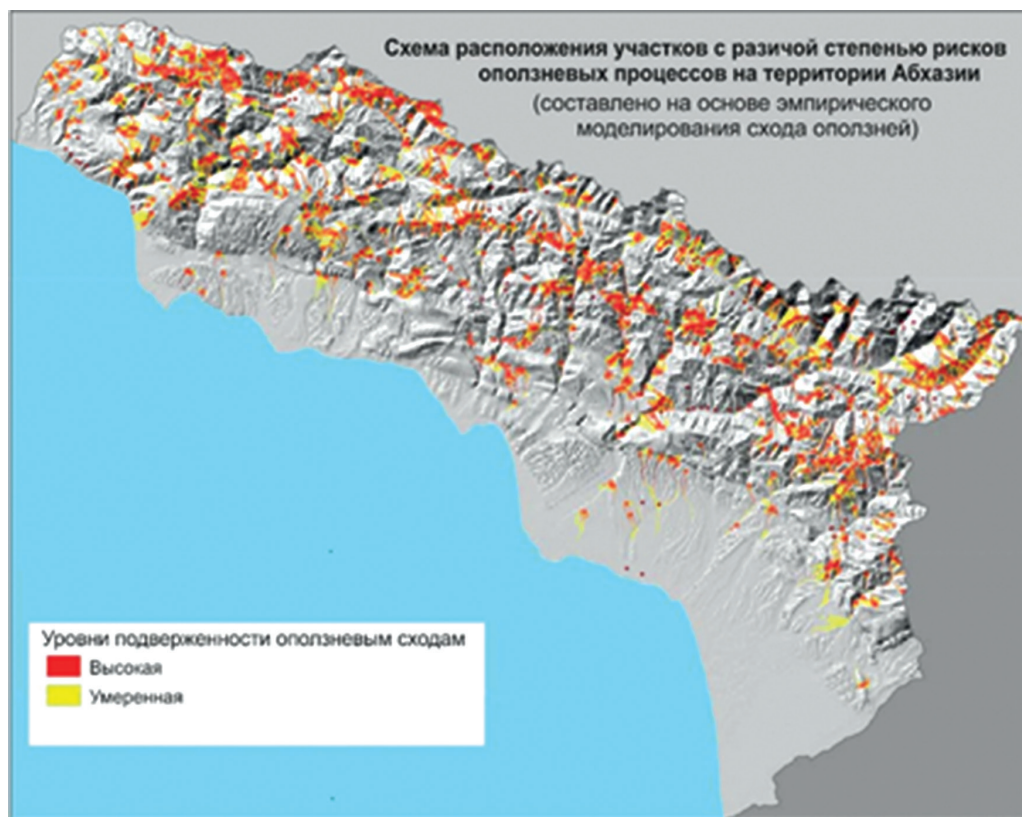 Схема расположения участков с разичой степенью рисков
оползневых процессов на территории Абхазии
(составлено на основе эмпирического
моделирования схода оползней)
Уровни подверженности оползневым сходам
Высокая
Умеренная